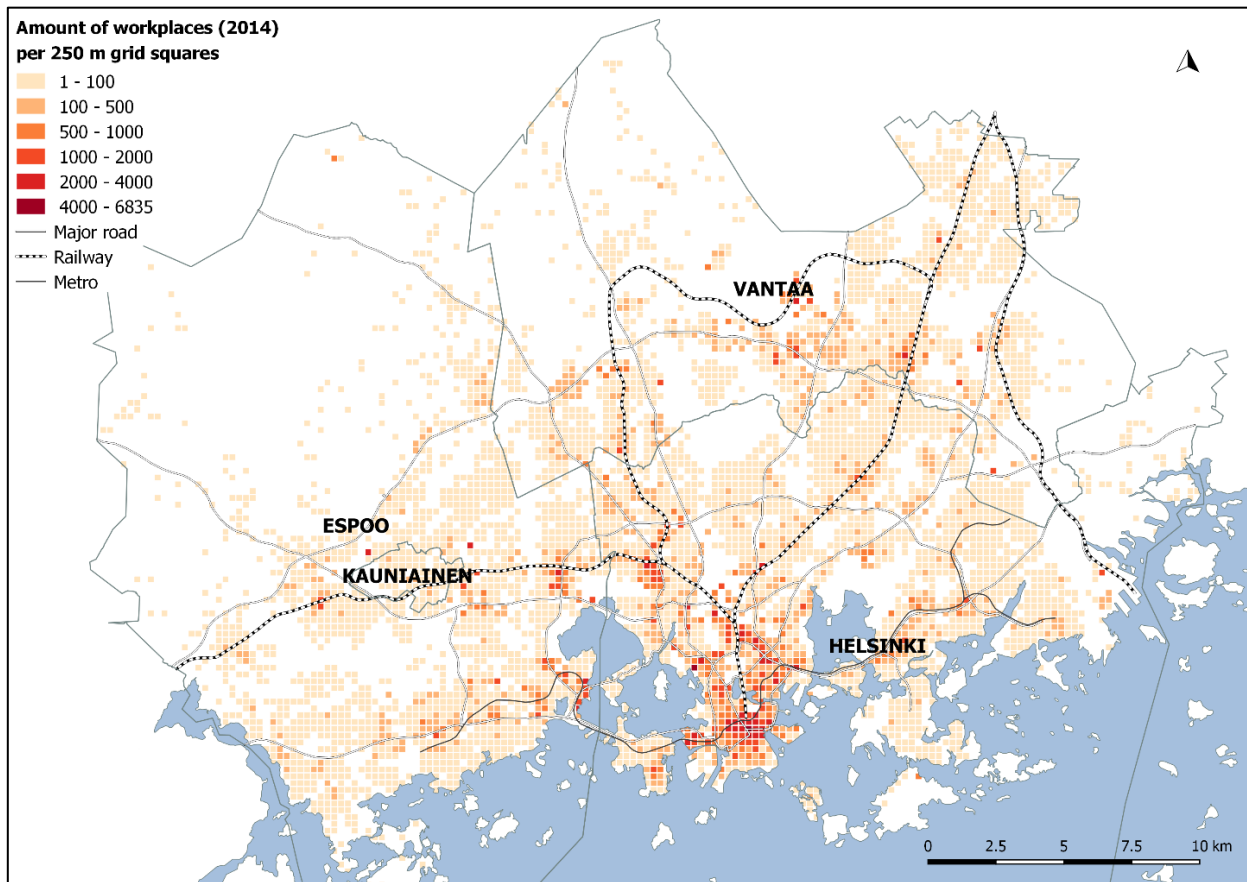 Amount of workplaces (2014)
per 250 m grid squares
1 - 100
100 - 500
500 - 1000
1000 - 2000
2000 - 4000
4000 - 6835
Major road
Railway
Metro
VANTAA
ESPOO
KAUNIAINEN
HELSINKI
0 2.5 5 7.5 10 km